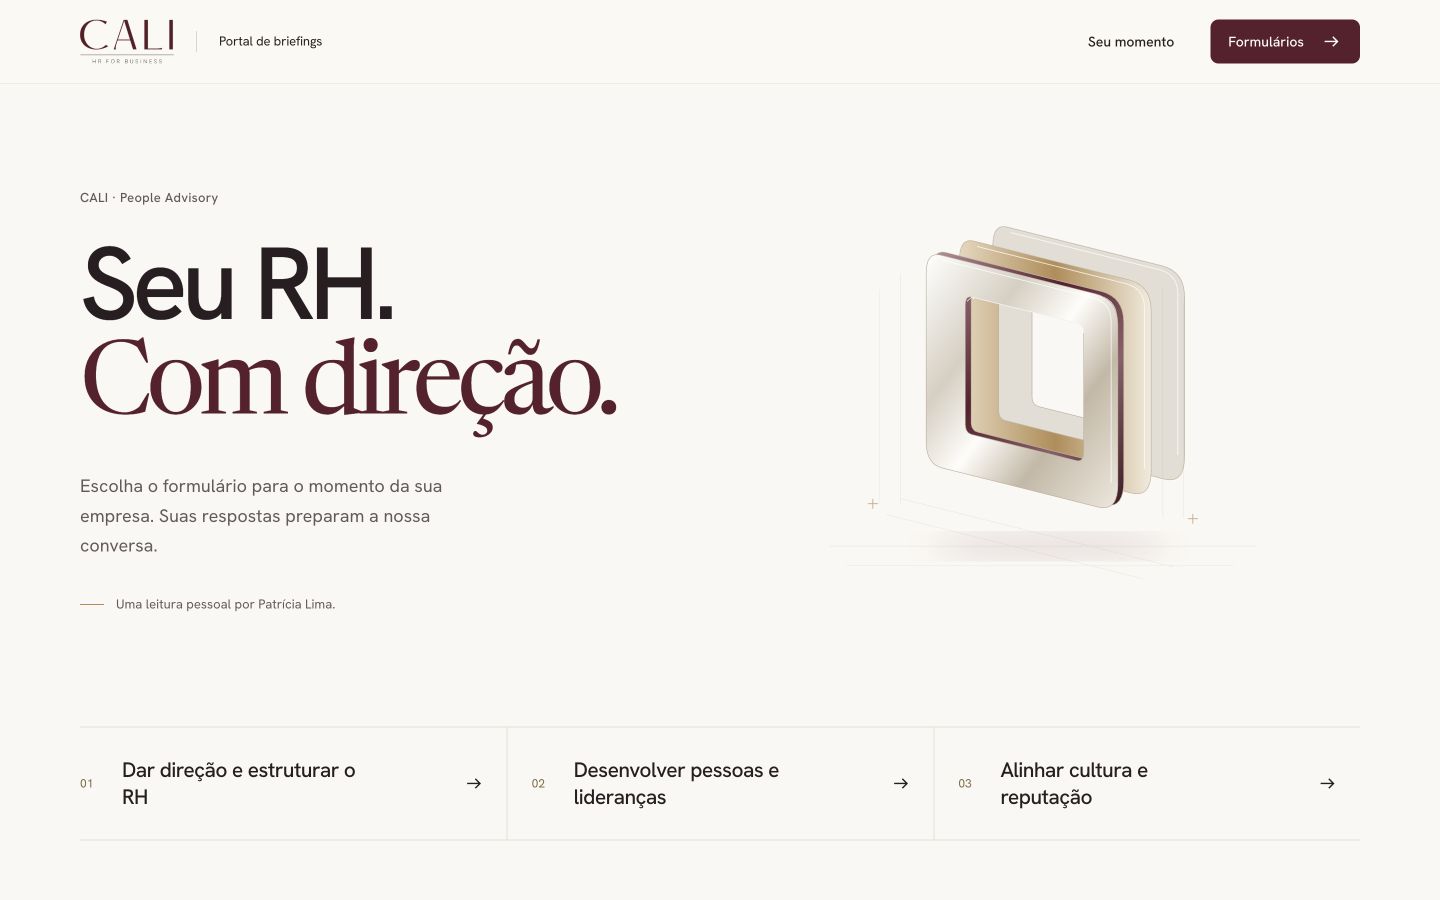 CALI
HR FOR BUSINESS
Portal de briefings
Seu momento
Formulários
CALI · People Advisory
Seu RH.
Com direção.
Escolha o formulário para o momento da sua
empresa. Suas respostas preparam a nossa
conversa.
Uma leitura pessoal por Patrícia Lima.
01
Dar direção e estruturar o
RH
02
Desenvolver pessoas e
lideranças
03
Alinhar cultura e
reputação